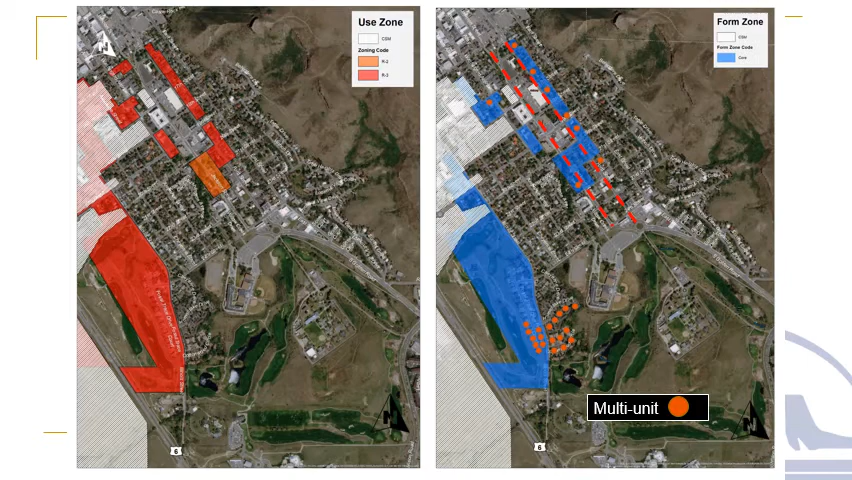 Use Zone
CSM
Zoning Code
R-2
R-3
N
6
N
Form Zone
CSM
Form Zone Code
Core
Multi-unit
6
N